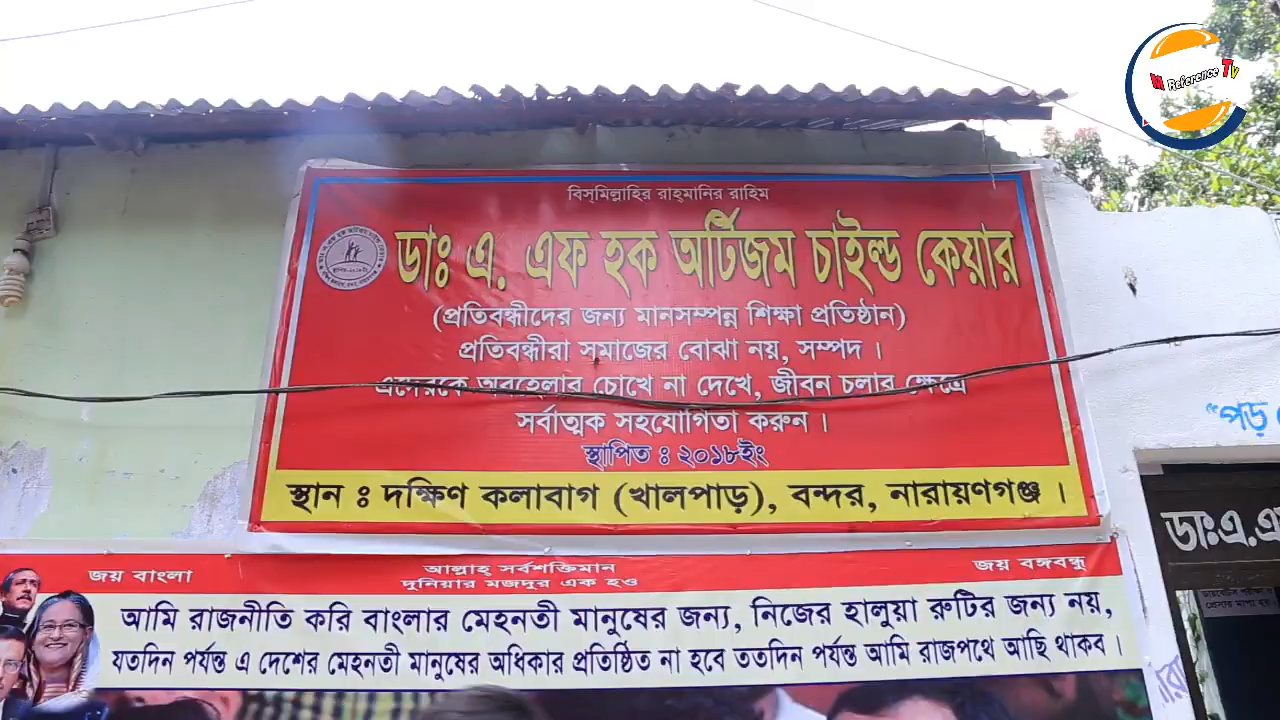 M Reference Tv
বিস্‌মিল্লাহির রাহ্‌মানির রাহিম
ডাঃ এ. এফ হক অর্টিজম চাইল্ড কেয়ার
(প্রতিবন্ধীদের জন্য মানসম্পন্ন শিক্ষা প্রতিষ্ঠান)
প্রতিবন্ধীরা সমাজের বোঝা নয়, সম্পদ ।
এদেরকে অবহেলার চোখে না দেখে, জীবন চলার ক্ষেত্রে
সর্বাত্মক সহযোগিতা করুন ।
স্থাপিত ঃ ২০১৮ইং
স্থান ঃ দক্ষিণ কলাবাগ (খালপাড়), বন্দর, নারায়ণগঞ্জ ।
"পড়
ডাঃএ.এ
জয় বাংলা
আল্লাহ্ সর্বশক্তিমান
দুনিয়ার মজদুর এক হও
জয় বঙ্গবন্ধু
আমি রাজনীতি করি বাংলার মেহনতী মানুষের জন্য, নিজের হালুয়া রুটির জন্য নয়,
যতদিন পর্যন্ত এ দেশের মেহনতী মানুষের অধিকার প্রতিষ্ঠিত না হবে ততদিন পর্যন্ত আমি রাজপথে আছি থাকব ।